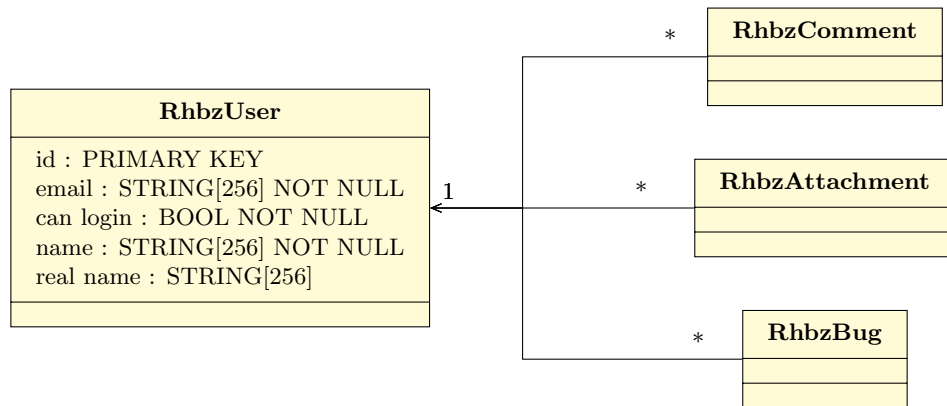 RhbzUser
id : PRIMARY KEY
email : STRING[256] NOT NULL
can login : BOOL NOT NULL
name : STRING[256] NOT NULL
real name : STRING[256]
1
*
RhbzComment
*
RhbzAttachment
*
RhbzBug